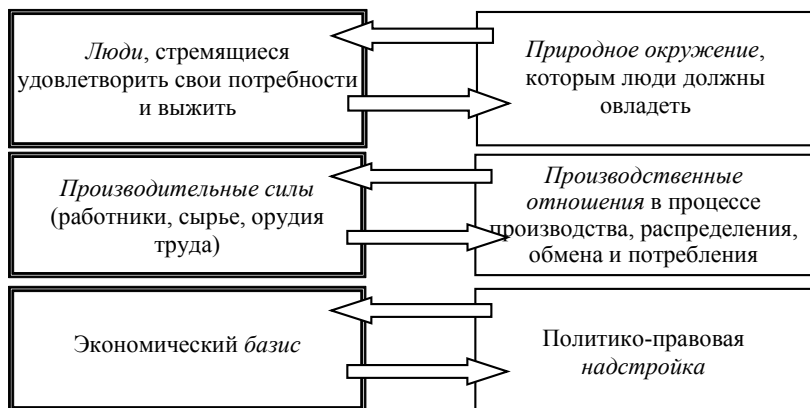 Люди, стремящиеся
удовлетворить свои потребности
и выжить
Природное окружение,
которым люди должны
овладеть
Производительные силы
(работники, сырье, орудия
труда)
Производственные
отношения в процессе
производства, распределения,
обмена и потребления
Экономический базис
Политико-правовая
надстройка